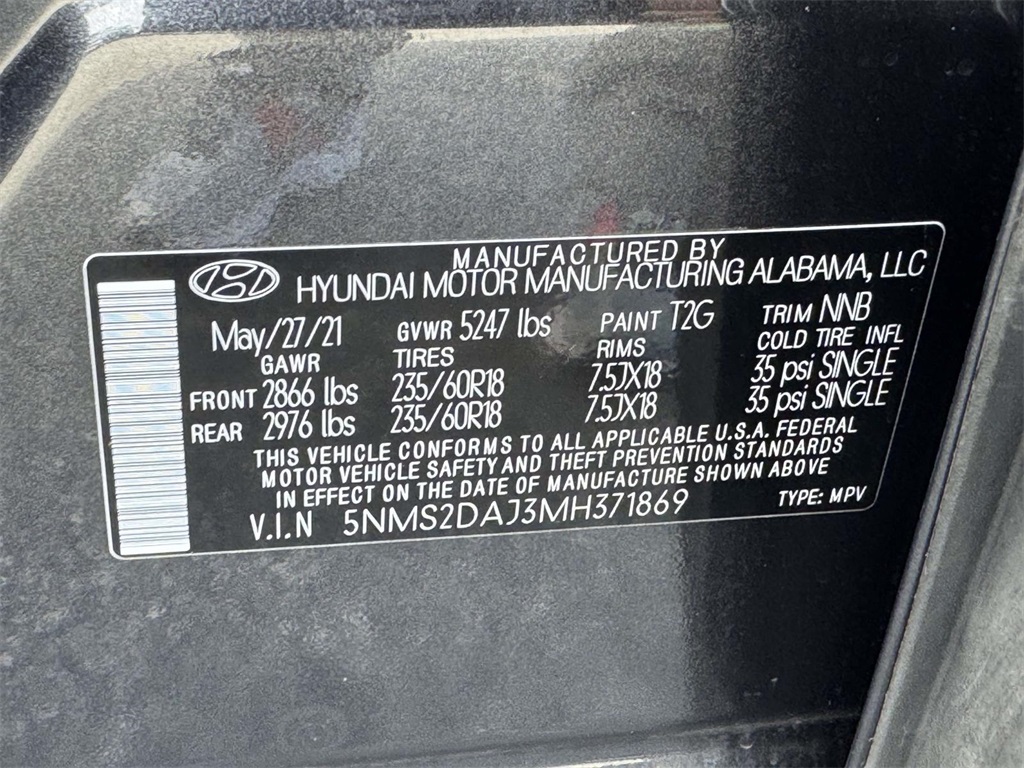 MANUFACTURED BY
HYUNDAI MOTOR MANUFACTURING ALABAMA, LLC
May/27/21 GVWR 5247 lbs PAINT T2G TRIM NNB
GAWR TIRES RIMS COLD TIRE INFL
FRONT 2866 lbs 235/60R18 7.5JX18 35 psi SINGLE
REAR 2976 lbs 235/60R18 7.5JX18 35 psi SINGLE
THIS VEHICLE CONFORMS TO ALL APPLICABLE U.S.A. FEDERAL
MOTOR VEHICLE SAFETY AND THEFT PREVENTION STANDARDS
IN EFFECT ON THE DATE OF MANUFACTURE SHOWN ABOVE
V.I.N 5NMS2DAJ3MH371869 TYPE: MPV